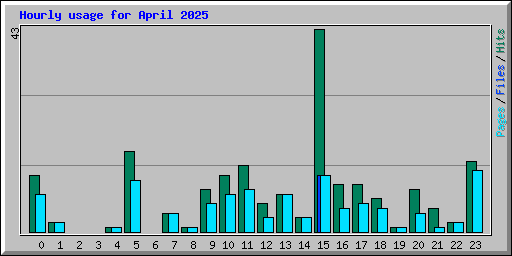 Hourly usage for April 2025
43
Pages / Files / Hits
0 1 2 3 4 5 6 7 8 9 10 11 12 13 14 15 16 17 18 19 20 21 22 23